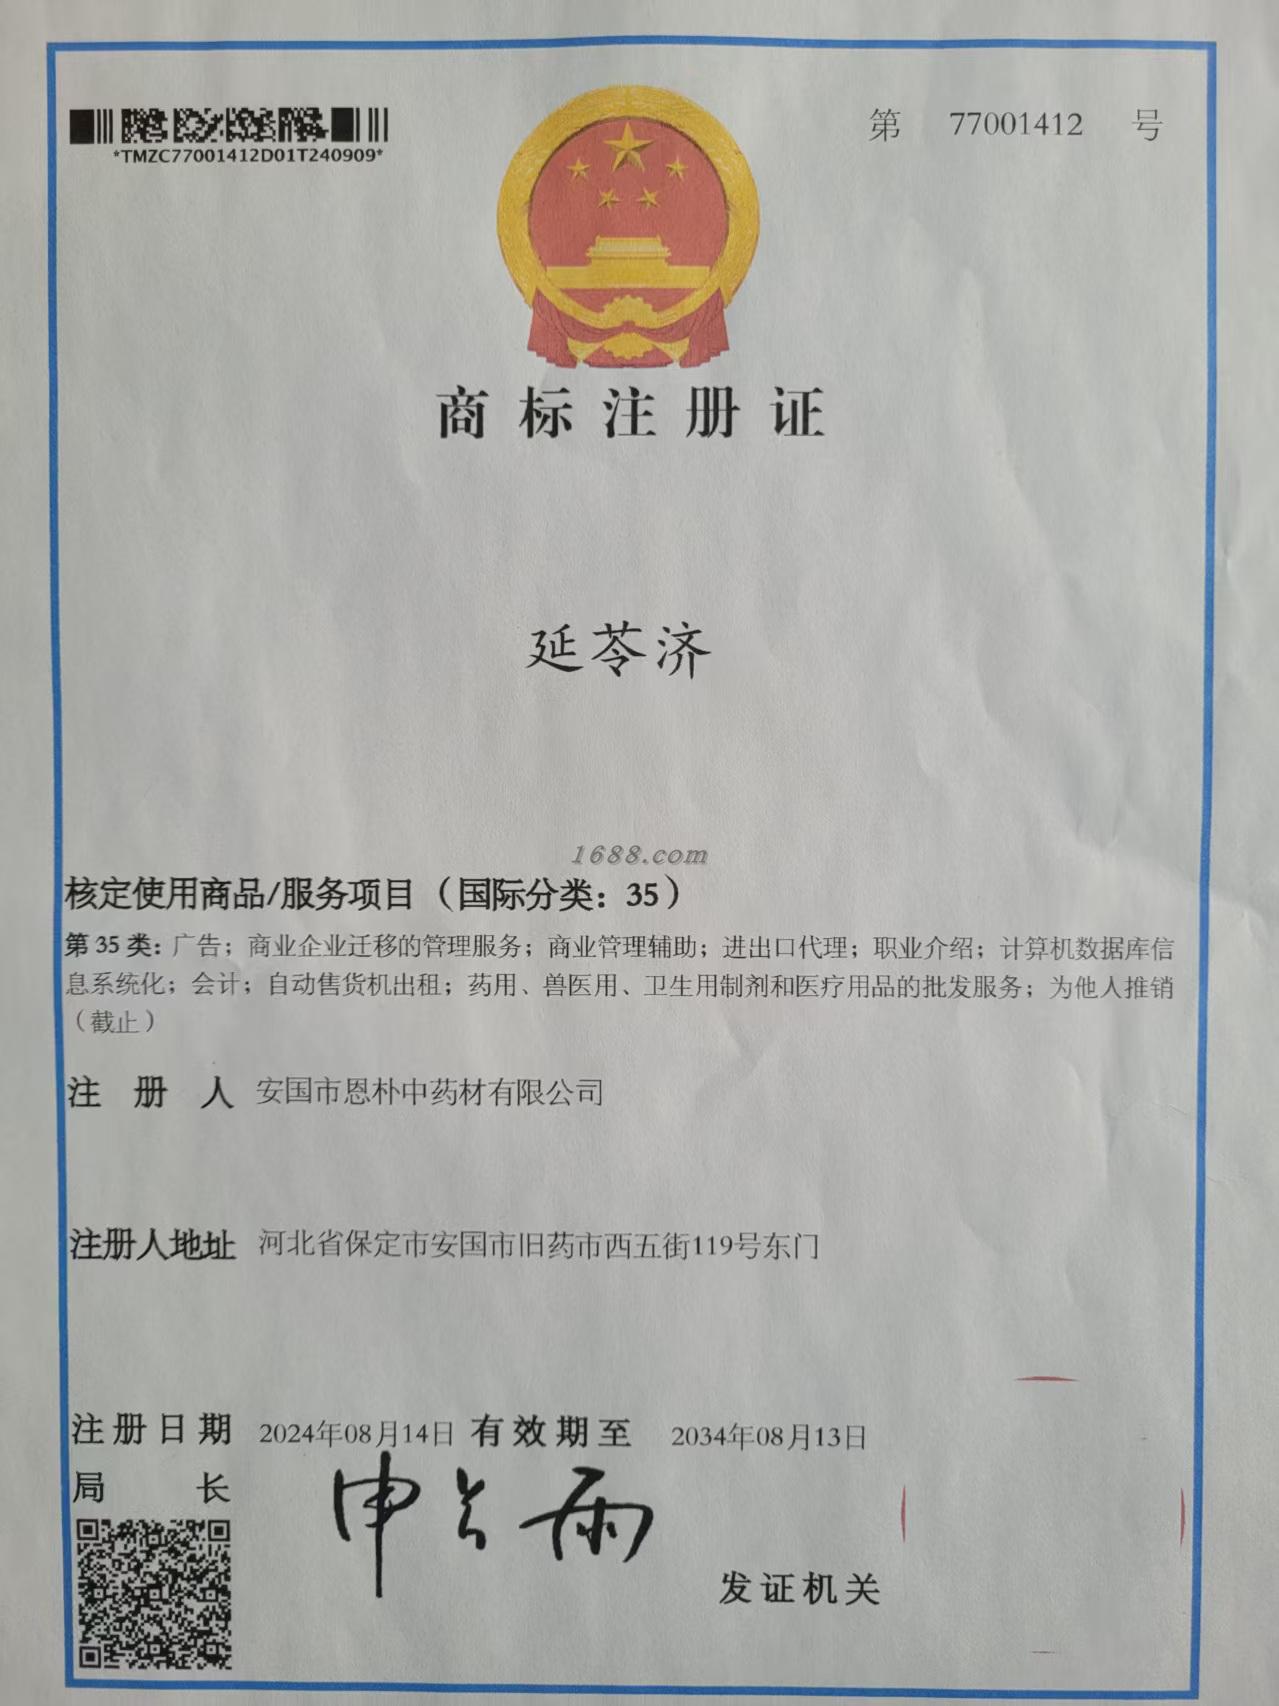 第 77001412 号
*TMZC77001412D01T240909*
商标注册证
延苓济
1688.com
核定使用商品/服务项目（国际分类：35）
第 35 类：广告；商业企业迁移的管理服务；商业管理辅助；进出口代理；职业介绍；计算机数据库信
息系统化；会计；自动售货机出租；药用、兽医用、卫生用制剂和医疗用品的批发服务；为他人推销
（截止）
注册人 安国市恩朴中药材有限公司
注册人地址 河北省保定市安国市旧药市西五街119号东门
注册日期 2024年08月14日 有效期至 2034年08月13日
局长 申长雨
发证机关